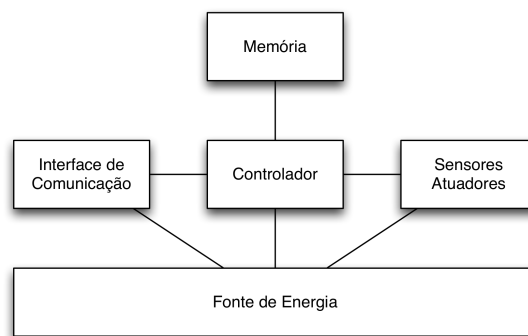 Memória
Interface de
Comunicação
Controlador
Sensores
Atuadores
Fonte de Energia